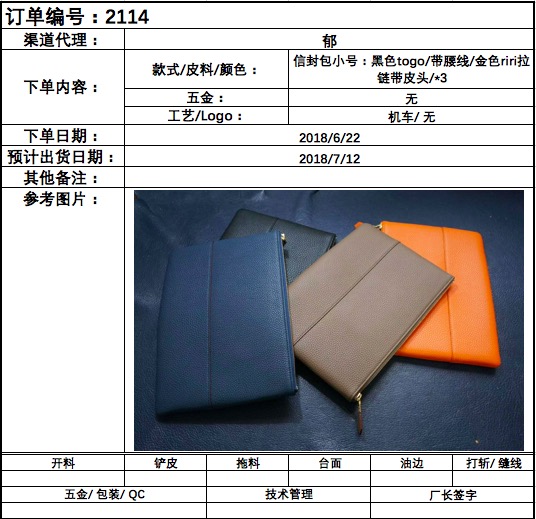 订单编号：2114
渠道代理：
郁
下单内容：
款式/皮料/颜色：
信封包小号：黑色togo/带腰线/金色riri拉
链带皮头/*3
五金：
无
工艺/Logo：
机车/ 无
下单日期：
2018/6/22
预计出货日期：
2018/7/12
其他备注：
参考图片：
开料 铲皮 拖料 台面 油边 打斩/ 缝线
五金/ 包装/ QC 技术管理 厂长签字